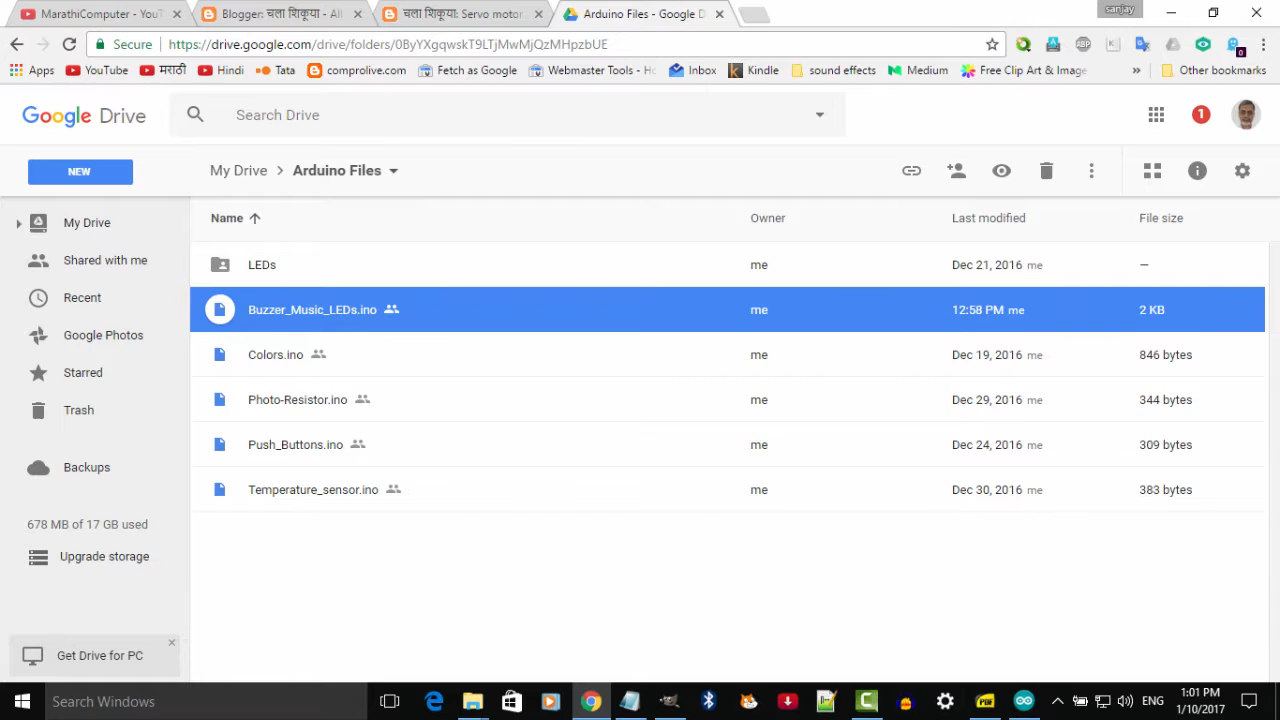 MarathiComputer - YouT
Blogger: चला शिकूया - All
चला शिकूया: Servo motor
Arduino Files - Google D
sanjay
Secure
https://drive.google.com/drive/folders/0ByYXgqwskT9LTjMwMjQzMHpzbUE
ABP
K
0
Apps
YouTube
मराठी
Hindi
Tata
comprolive.com
Fetch as Google
Webmaster Tools - Ho
Inbox
Kindle
sound effects
Medium
Free Clip Art & Image
»
Other bookmarks
Google Drive
Search Drive
1
NEW
My Drive > Arduino Files
My Drive
Shared with me
Recent
Google Photos
Starred
Trash
Backups
678 MB of 17 GB used
Upgrade storage
Get Drive for PC
Name
Owner
Last modified
File size
LEDs
me
Dec 21, 2016 me
—
Buzzer_Music_LEDs.ino
me
12:58 PM me
2 KB
Colors.ino
me
Dec 19, 2016 me
846 bytes
Photo-Resistor.ino
me
Dec 29, 2016 me
344 bytes
Push_Buttons.ino
me
Dec 24, 2016 me
309 bytes
Temperature_sensor.ino
me
Dec 30, 2016 me
383 bytes
Search Windows
PDF
ENG
1:01 PM
1/10/2017